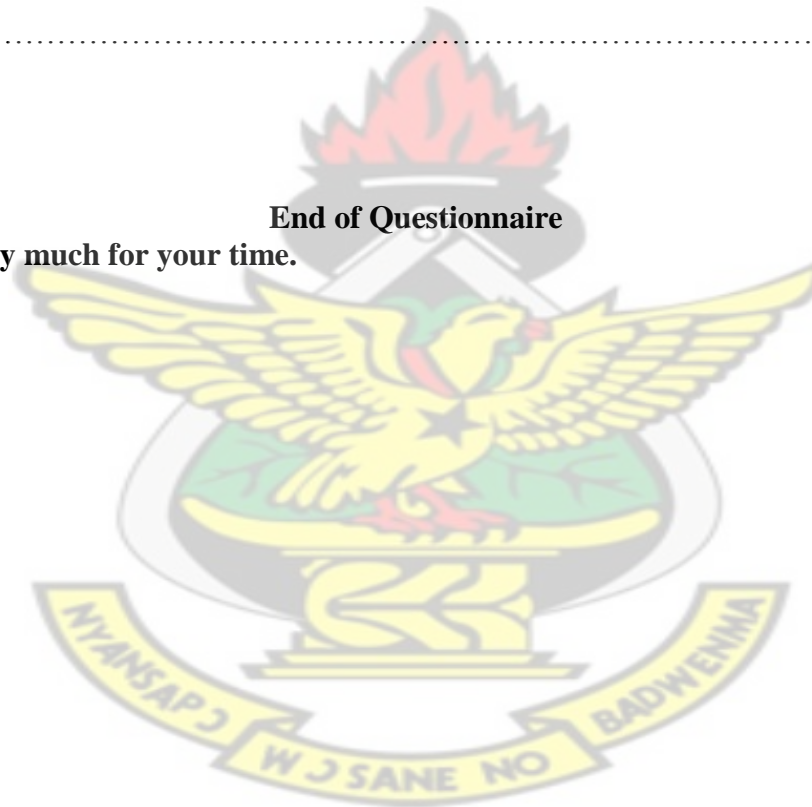 ……………………………………………………………………
End of Questionnaire
y much for your time.
NYANSAPƆ WƆSANE NO BADWENMA